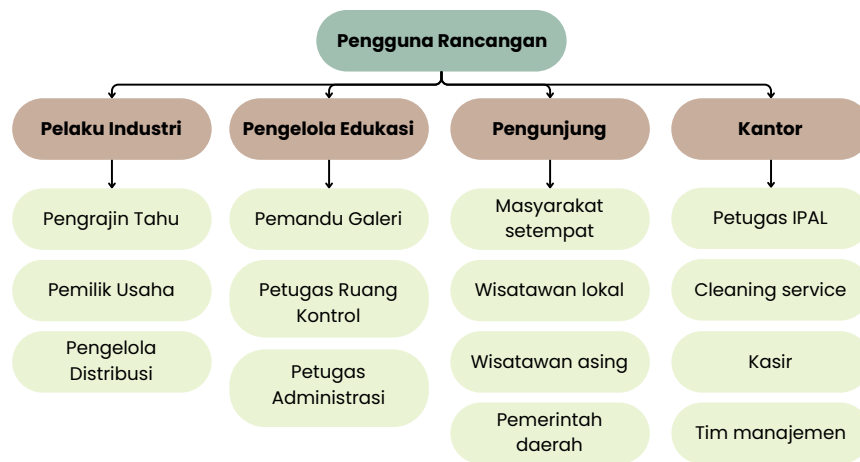 Pengguna Rancangan
Pelaku Industri
Pengrajin Tahu
Pemilik Usaha
Pengelola
Distribusi
Pengelola Edukasi
Pemandu Galeri
Petugas Ruang
Kontrol
Petugas
Administrasi
Pengunjung
Masyarakat
setempat
Wisatawan lokal
Wisatawan asing
Pemerintah
daerah
Kantor
Petugas IPAL
Cleaning service
Kasir
Tim manajemen